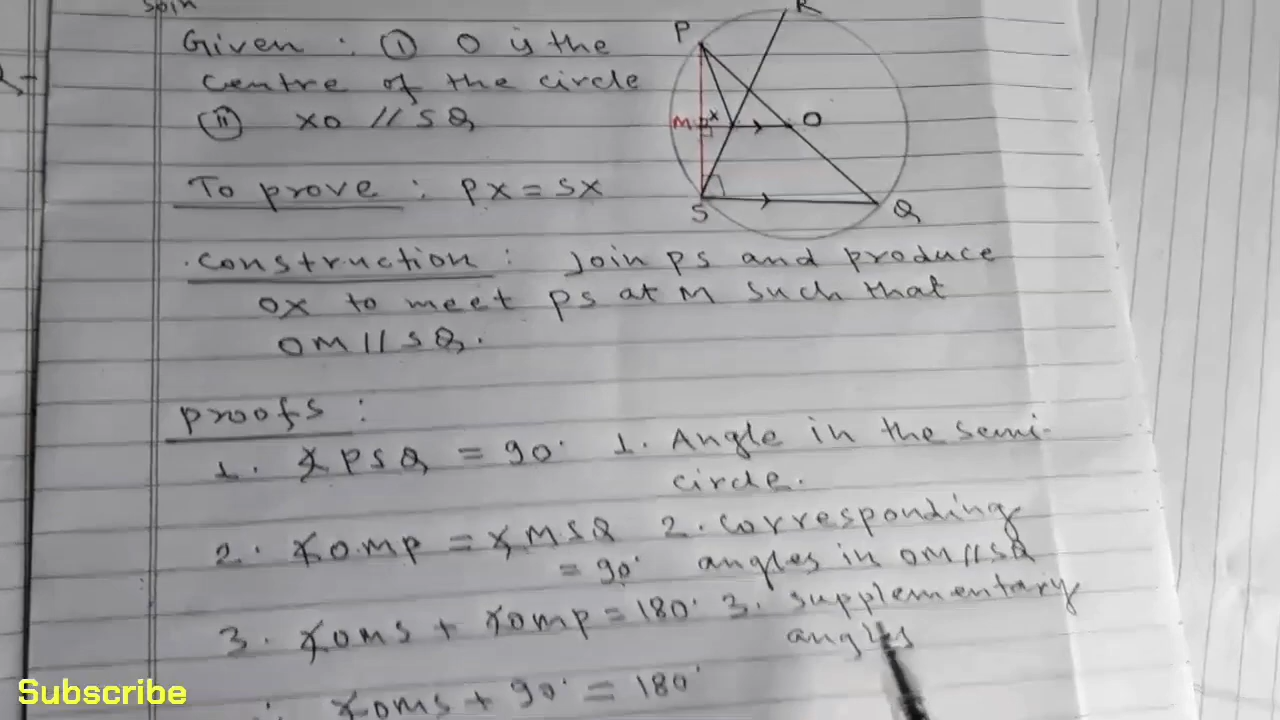 spin
Given : (i) O is the
centre of the circle
(ii) XO // SQ
To prove : PX = SX
P
R
M
x
O
S
Q
Construction : Join PS and produce
OX to meet PS at M such that
OM // SQ.
Proofs :
1. ∠PSQ = 90° 1. Angle in the semi-
circle.
2. ∠OMP = ∠MSQ 2. Corresponding
= 90° angles in OM//SQ
3. ∠OMS + ∠OMP = 180° 3. Supplementary
angles
∴ ∠OMS + 90° = 180°
Subscribe